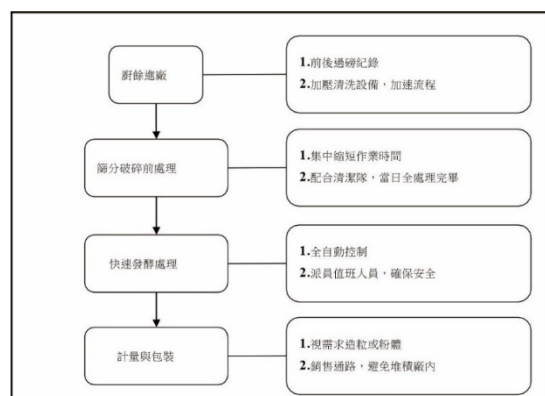 廚餘進廠
1.前後過磅紀錄
2.加壓清洗設備，加速流程
篩分破碎前處理
1.集中縮短作業時間
2.配合清潔隊，當日全處理完畢
快速發酵處理
1.全自動控制
2.派員值班人員，確保安全
計量與包裝
1.視需求造粒或粉體
2.銷售通路，避免堆積廠內